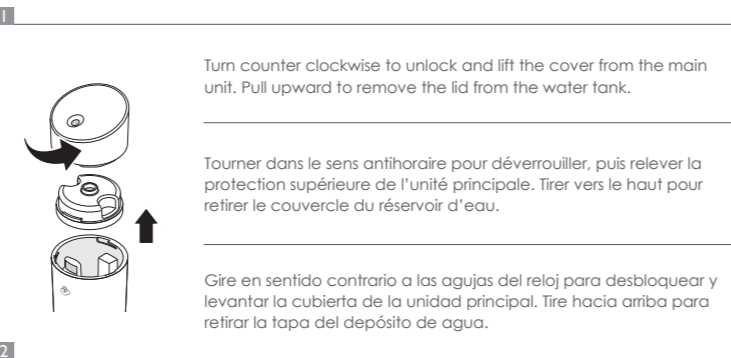 1
Turn counter clockwise to unlock and lift the cover from the main
unit. Pull upward to remove the lid from the water tank.
Tourner dans le sens antihoraire pour déverrouiller, puis relever la
protection supérieure de l’unité principale. Tirer vers le haut pour
retirer le couvercle du réservoir d’eau.
Gire en sentido contrario a las agujas del reloj para desbloquear y
levantar la cubierta de la unidad principal. Tire hacia arriba para
retirar la tapa del depósito de agua.
2